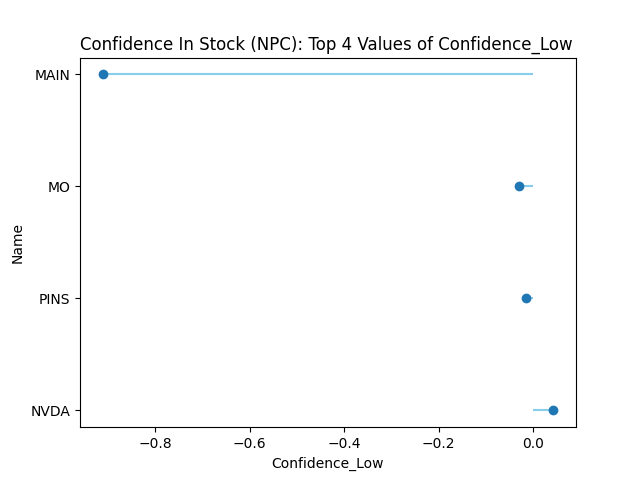 Confidence In Stock (NPC): Top 4 Values of Confidence_Low
MAIN
MO
PINS
NVDA
Name
−0.8
−0.6
−0.4
−0.2
0.0
Confidence_Low